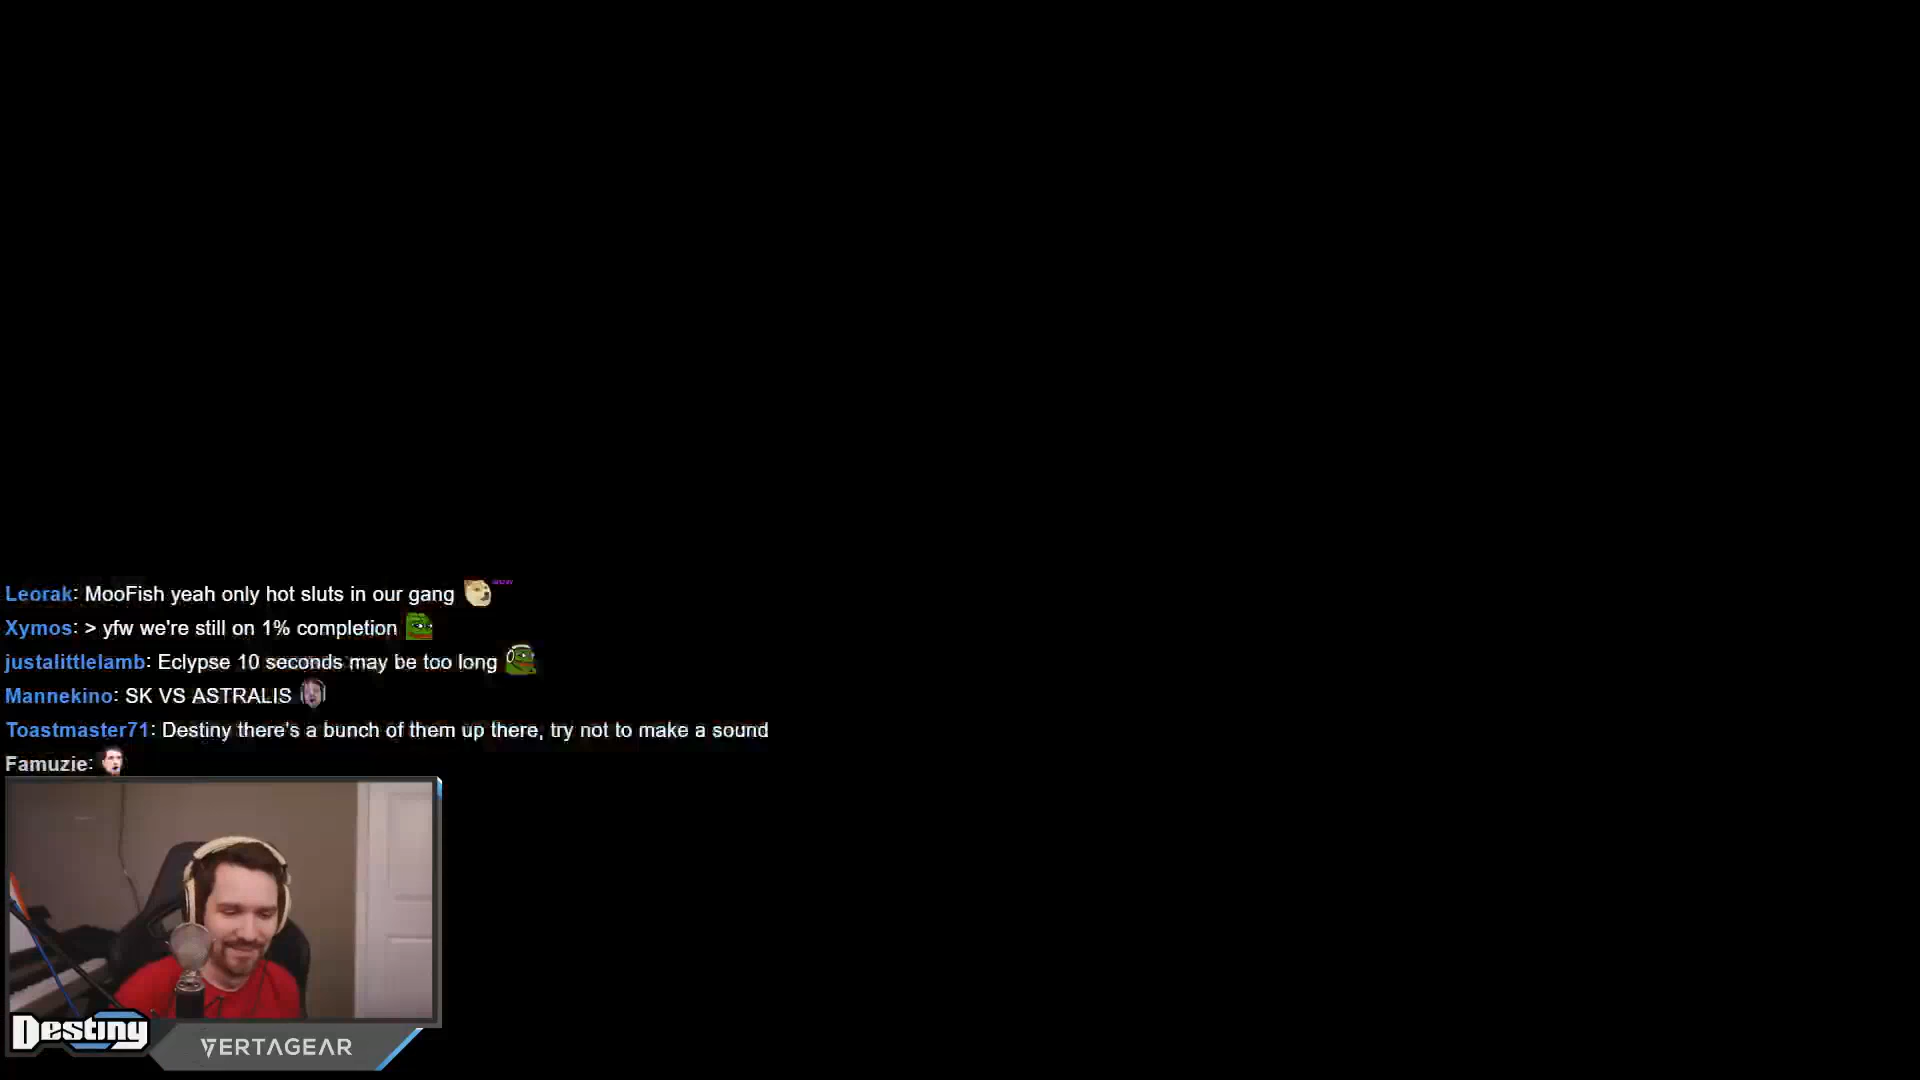 Leorak: MooFish yeah only hot sluts in our gang
Xymos: > yfw we're still on 1% completion
justalittlelamb: Eclypse 10 seconds may be too long
Mannekino: SK VS ASTRALIS
Toastmaster71: Destiny there's a bunch of them up there, try not to make a sound
Famuzie:
Destiny
VERTAGEAR